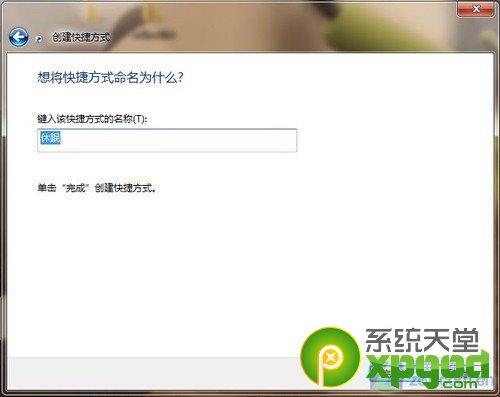 创建快捷方式
想将快捷方式命名为什么?
键入该快捷方式的名称(T):
休眠
单击“完成”创建快捷方式。
系统天堂
xpgod
.com